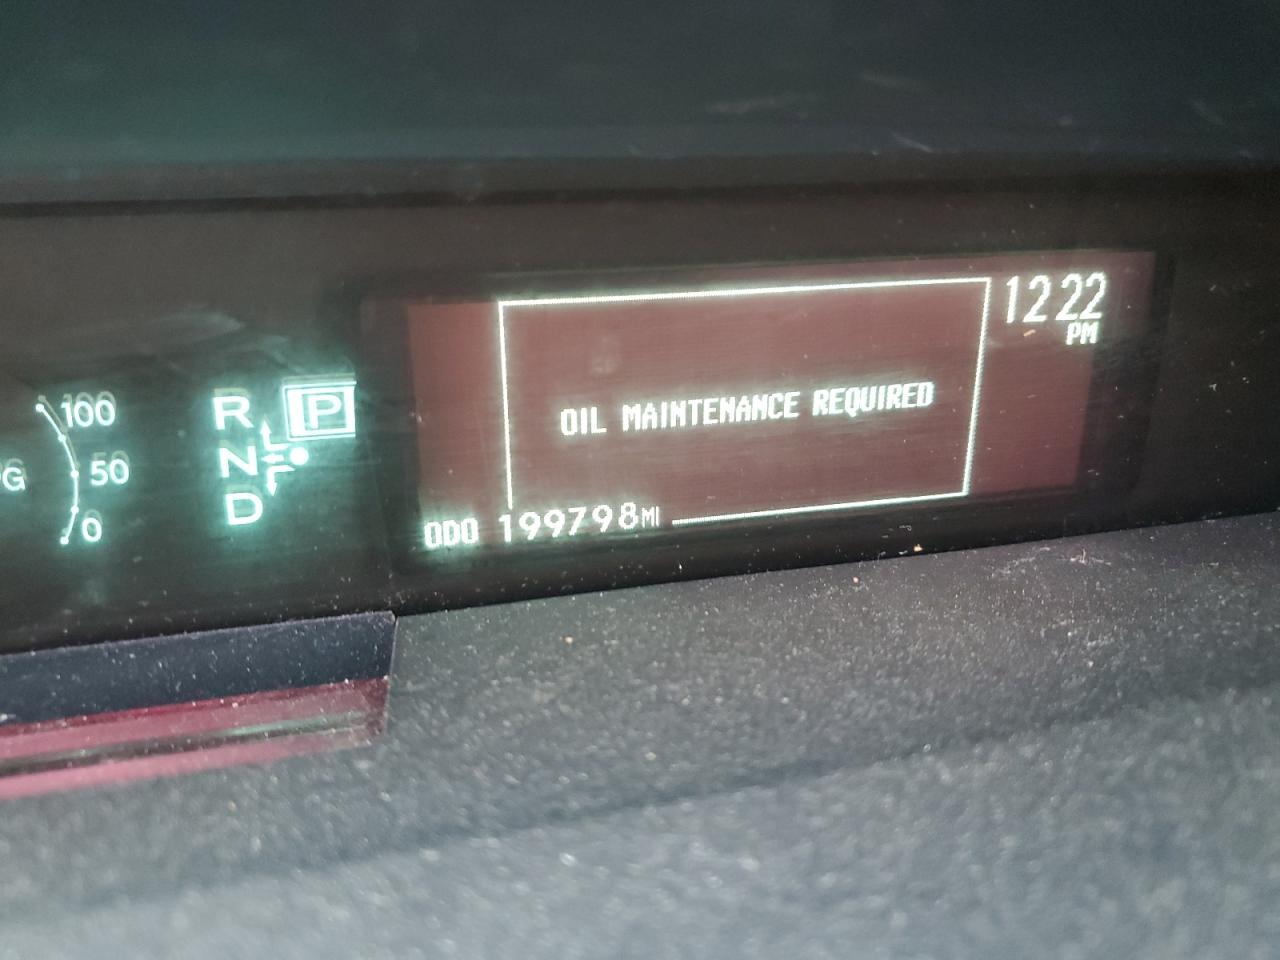 12 22
PM
OIL MAINTENANCE REQUIRED
ODO 199798 MI
100
50
0
R P
N
D